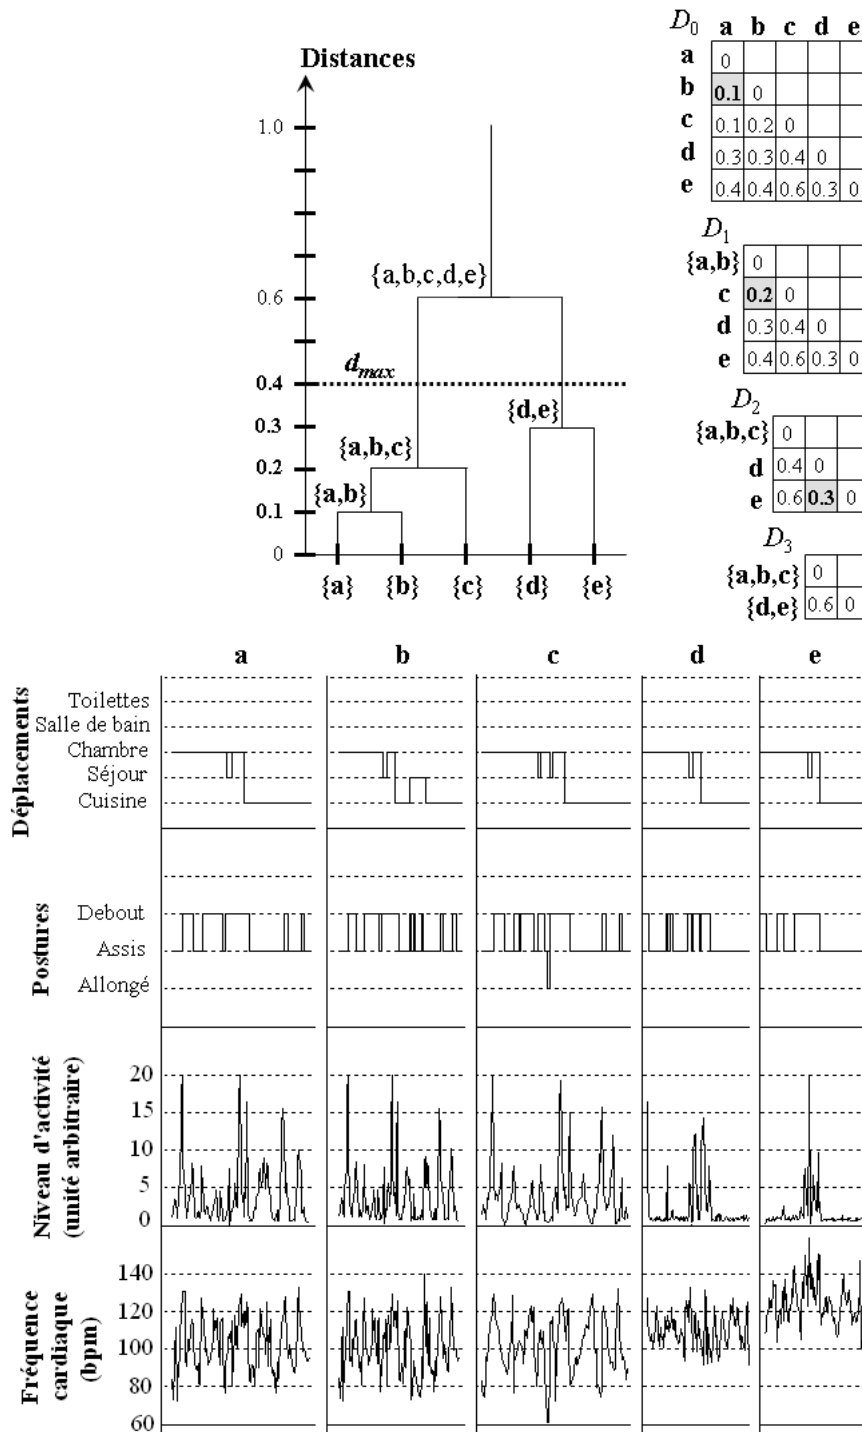 Distances
1.0
{a,b,c,d,e}
0.6
d_max
0.4
{d,e}
0.3
{a,b,c}
0.2
{a,b}
0.1
0
{a} {b} {c} {d} {e}
D0 a b c d e
a 0
b 0.1 0
c 0.1 0.2 0
d 0.3 0.3 0.4 0
e 0.4 0.4 0.6 0.3 0
D1
{a,b} 0
c 0.2 0
d 0.3 0.4 0
e 0.4 0.6 0.3 0
D2
{a,b,c} 0
d 0.4 0
e 0.6 0.3 0
D3
{a,b,c} 0
{d,e} 0.6 0
a b c d e
Déplacements
Toilettes
Salle de bain
Chambre
Séjour
Cuisine
Postures
Debout
Assis
Allongé
Niveau d'activité
(unité arbitraire)
20
15
10
5
0
Fréquence
cardiaque
(bpm)
140
120
100
80
60